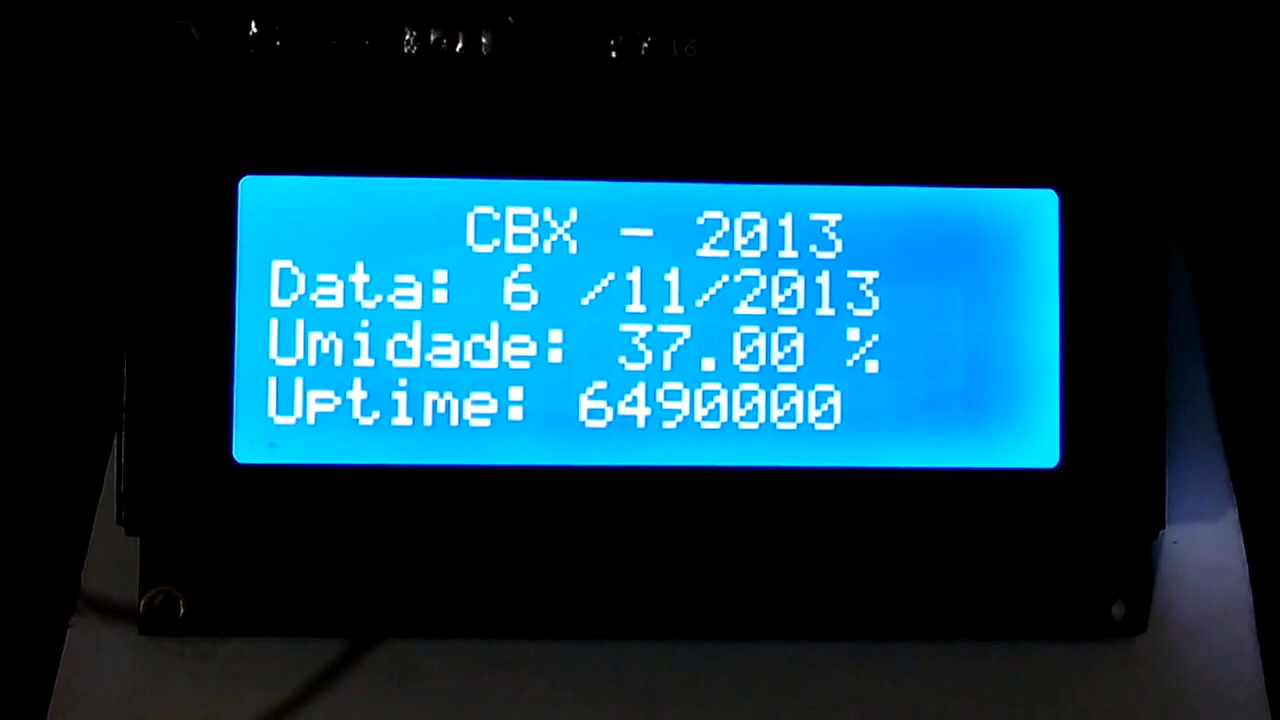 CBX - 2013
Data: 6 /11/2013
Umidade: 37.00 %
Uptime: 6490000